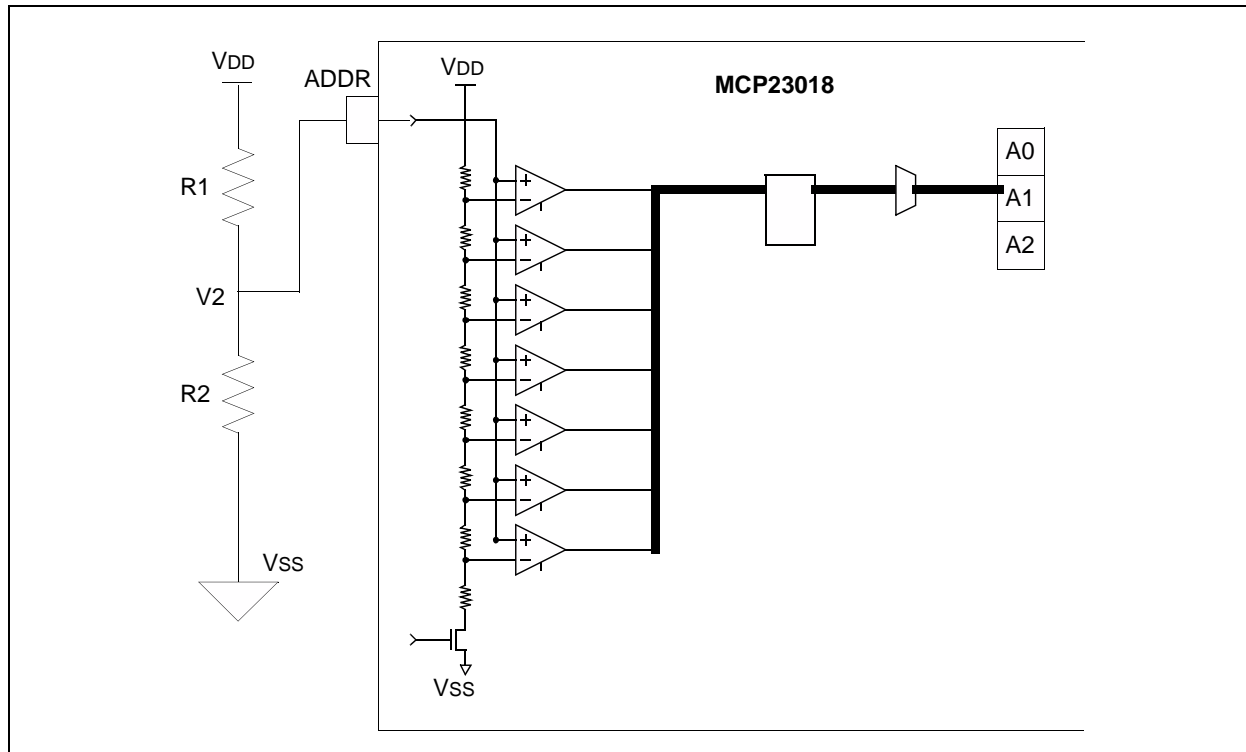 VDD
ADDR
VDD
MCP23018
R1
V2
R2
VSS
+
−
+
−
+
−
+
−
+
−
+
−
+
−
VSS
A0
A1
A2